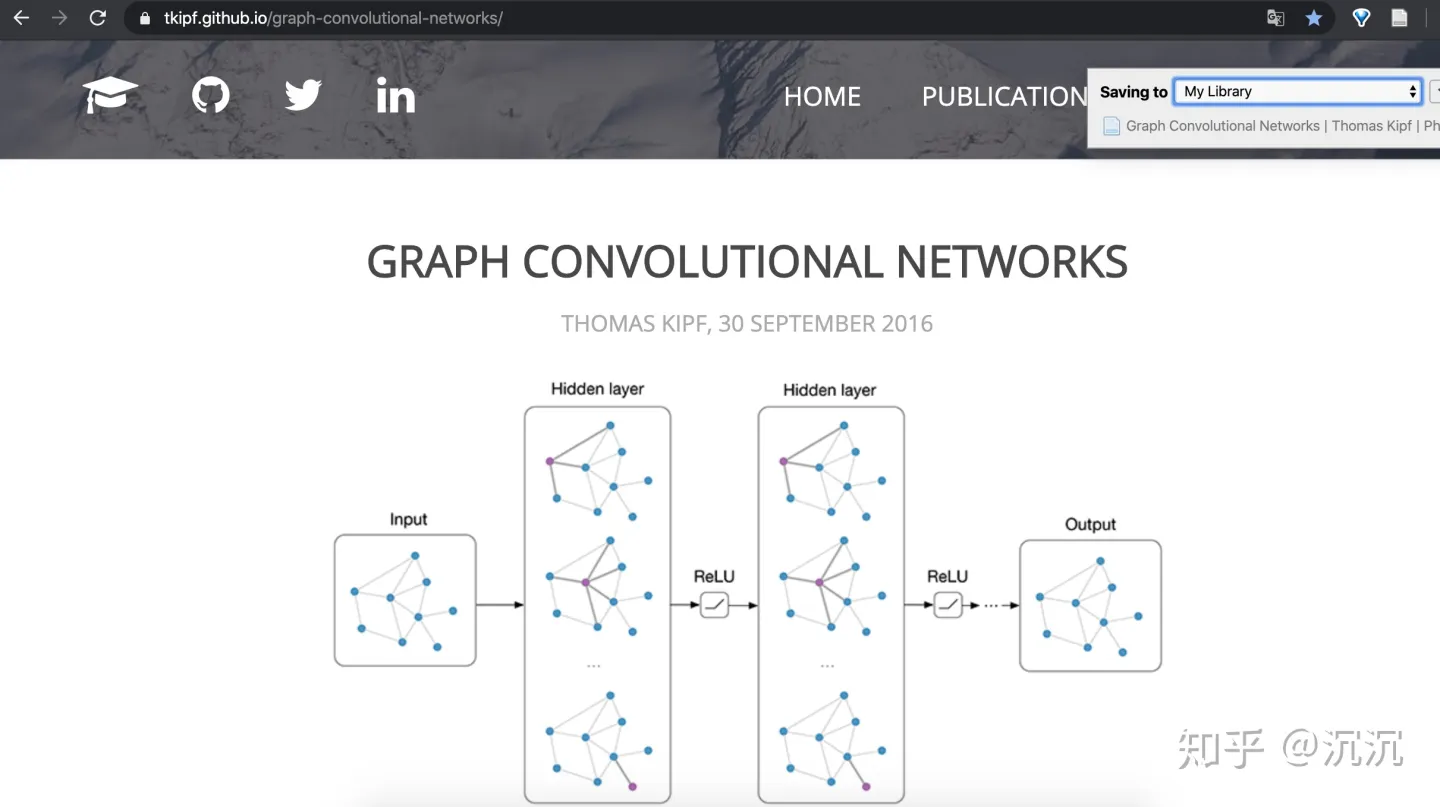 tkipf.github.io/graph-convolutional-networks/
HOME
PUBLICATION
Saving to My Library
Graph Convolutional Networks | Thomas Kipf | Ph
GRAPH CONVOLUTIONAL NETWORKS
THOMAS KIPF, 30 SEPTEMBER 2016
Hidden layer
Hidden layer
Input
Output
ReLU
ReLU
...
...
...
知乎 @沉沉